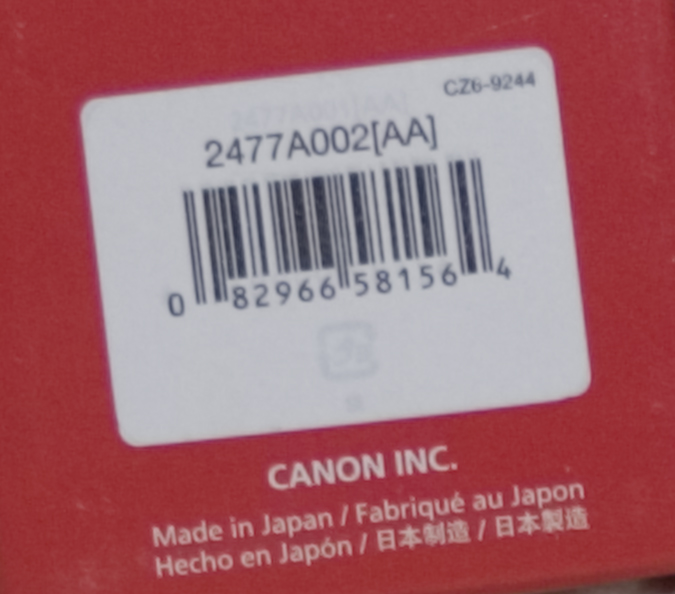 CZ6-9244
2477A002[AA]
0 82966 58156 4
CANON INC.
Made in Japan / Fabriqué au Japon
Hecho en Japón / 日本制造 / 日本製造